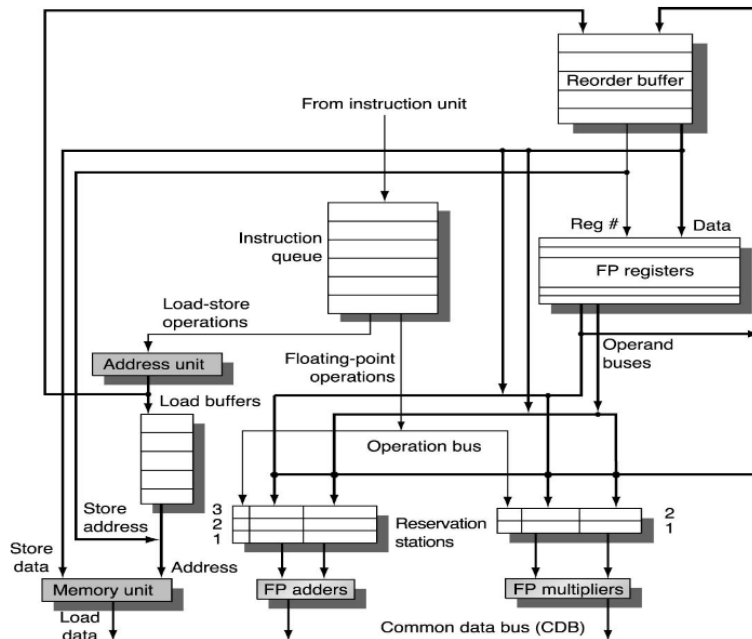 Reorder buffer
From instruction unit
Reg #
Data
Instruction
queue
FP registers
Load-store
operations
Address unit
Floating-point
operations
Operand
buses
Load buffers
Operation bus
3
2
1
Reservation
stations
2
1
Store
address
Store
data
Address
Memory unit
FP adders
FP multipliers
Load
data
Common data bus (CDB)